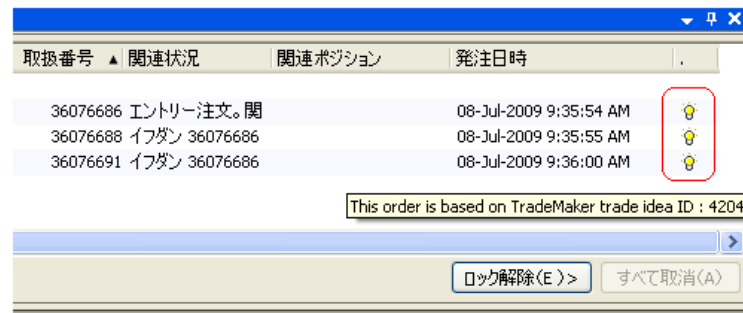 取扱番号 ▲ 関連状況 関連ポジション 発注日時 .
36076686 エントリー注文。関 08-Jul-2009 9:35:54 AM
36076688 イフダン 36076686 08-Jul-2009 9:35:55 AM
36076691 イフダン 36076686 08-Jul-2009 9:36:00 AM
This order is based on TradeMaker trade idea ID : 4204
ロック解除(E)> すべて取消(A)